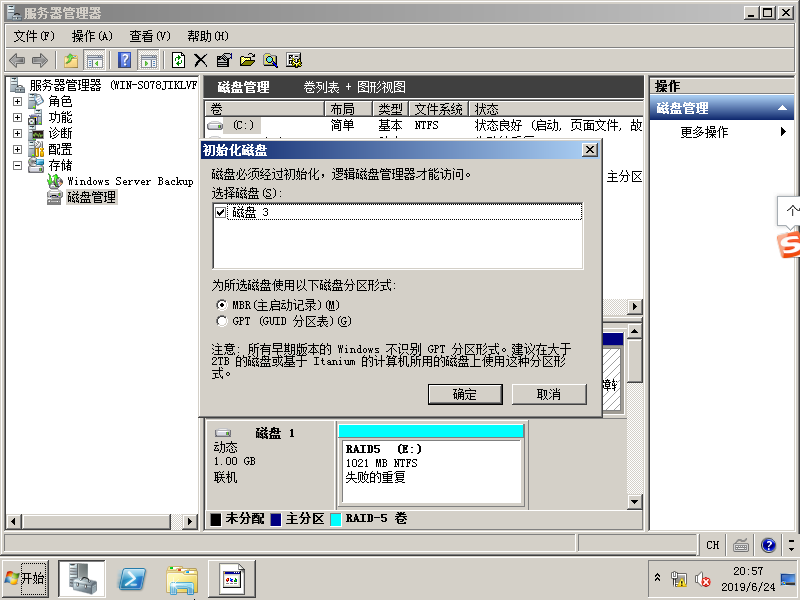 服务器管理器
文件(F) 操作(A) 查看(V) 帮助(H)
服务器管理器 (WIN-SO78JIKLVF
角色
功能
诊断
配置
存储
Windows Server Backup
磁盘管理
磁盘管理 卷列表 + 图形视图
卷 布局 类型 文件系统 状态
(C:) 简单 基本 NTFS 状态良好 (启动, 页面文件, 故
主分区
初始化磁盘
磁盘必须经过初始化，逻辑磁盘管理器才能访问。
选择磁盘(S):
磁盘 3
为所选磁盘使用以下磁盘分区形式:
MBR(主启动记录)(M)
GPT (GUID 分区表)(G)
注意: 所有早期版本的 Windows 不识别 GPT 分区形式。建议在大于
2TB 的磁盘或基于 Itanium 的计算机所用的磁盘上使用这种分区形
式。
确定 取消
磁盘 1
动态
1.00 GB
联机
RAID5 (E:)
1021 MB NTFS
失败的重复
未分配 主分区 RAID-5 卷
操作
磁盘管理
更多操作
个
CH
开始
20:57
2019/6/24